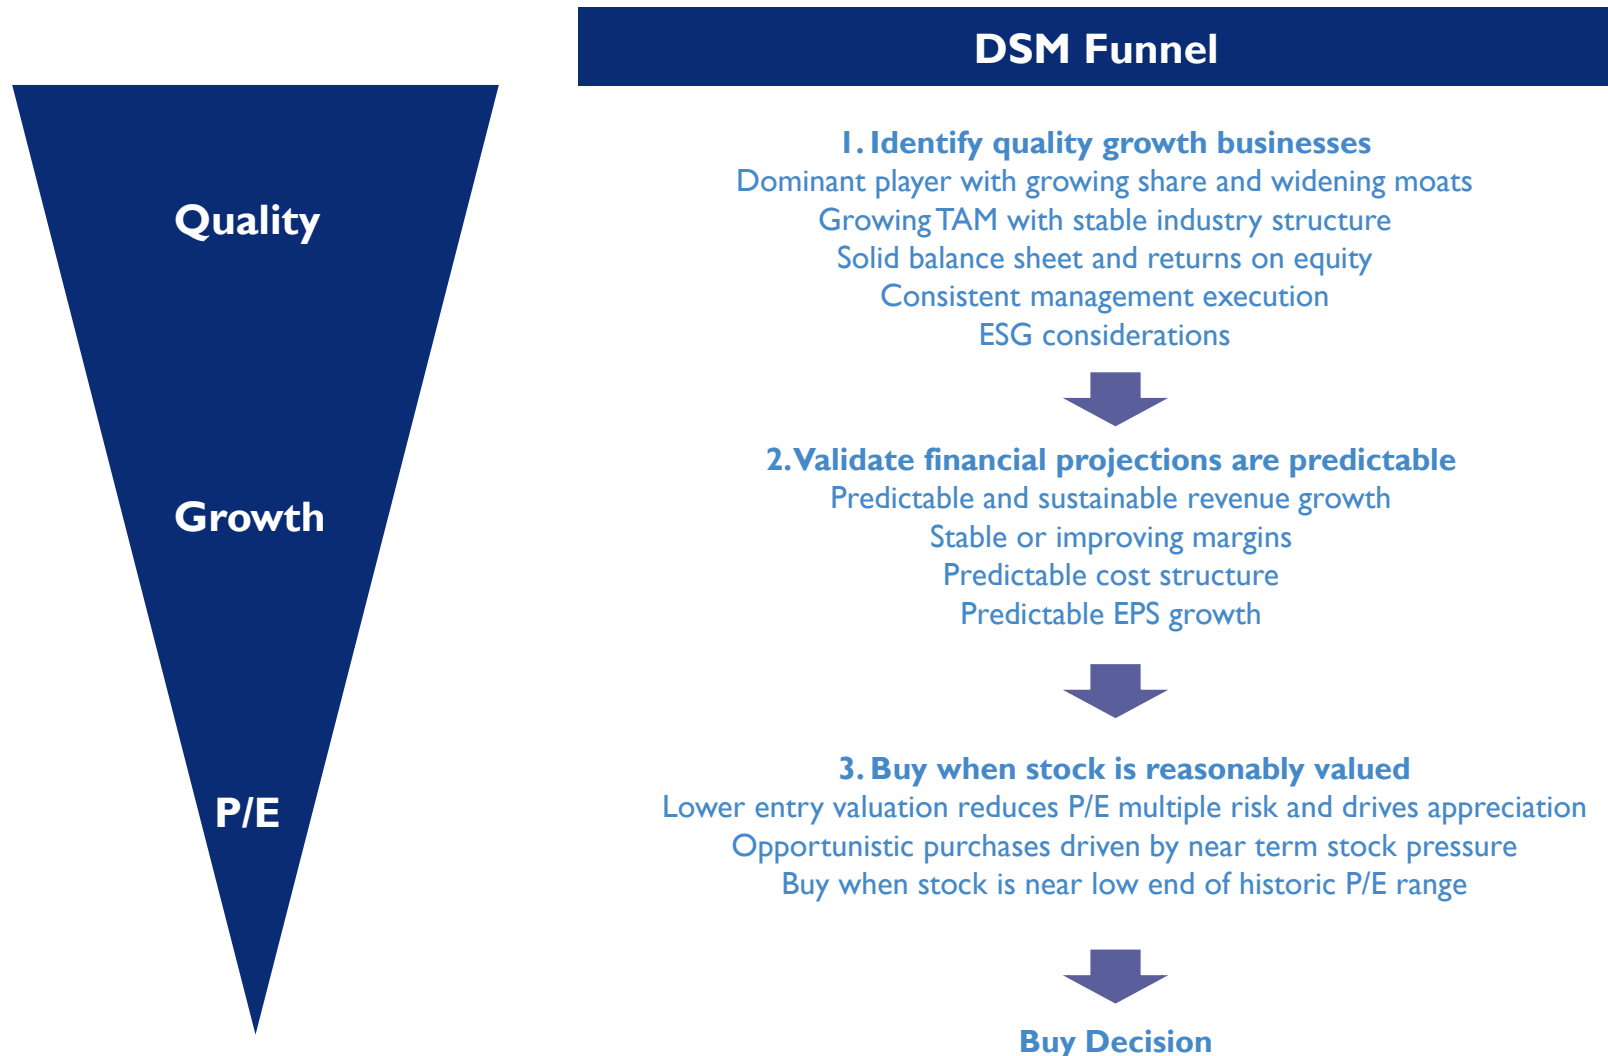 DSM Funnel
Quality
1. Identify quality growth businesses
Dominant player with growing share and widening moats
Growing TAM with stable industry structure
Solid balance sheet and returns on equity
Consistent management execution
ESG considerations
Growth
2. Validate financial projections are predictable
Predictable and sustainable revenue growth
Stable or improving margins
Predictable cost structure
Predictable EPS growth
P/E
3. Buy when stock is reasonably valued
Lower entry valuation reduces P/E multiple risk and drives appreciation
Opportunistic purchases driven by near term stock pressure
Buy when stock is near low end of historic P/E range
Buy Decision